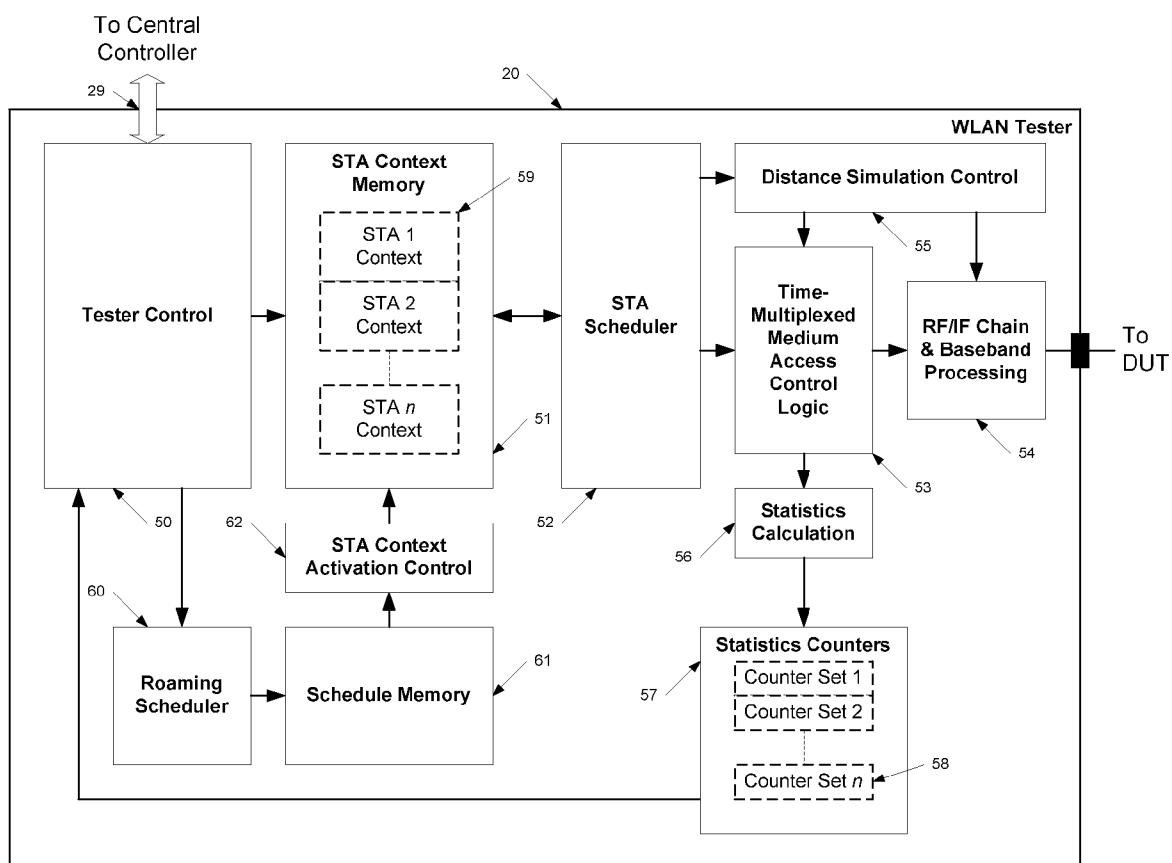 To Central
Controller
29
20
WLAN Tester
Tester Control
STA Context
Memory
59
STA 1
Context
STA 2
Context
STA n
Context
51
STA
Scheduler
Distance Simulation Control
55
Time-
Multiplexed
Medium
Access
Control
Logic
RF/IF Chain
& Baseband
Processing
To
DUT
54
53
50
62
52
STA Context
Activation Control
Statistics
Calculation
56
60
Roaming
Scheduler
Schedule Memory
61
Statistics Counters
57
Counter Set 1
Counter Set 2
Counter Set n
58